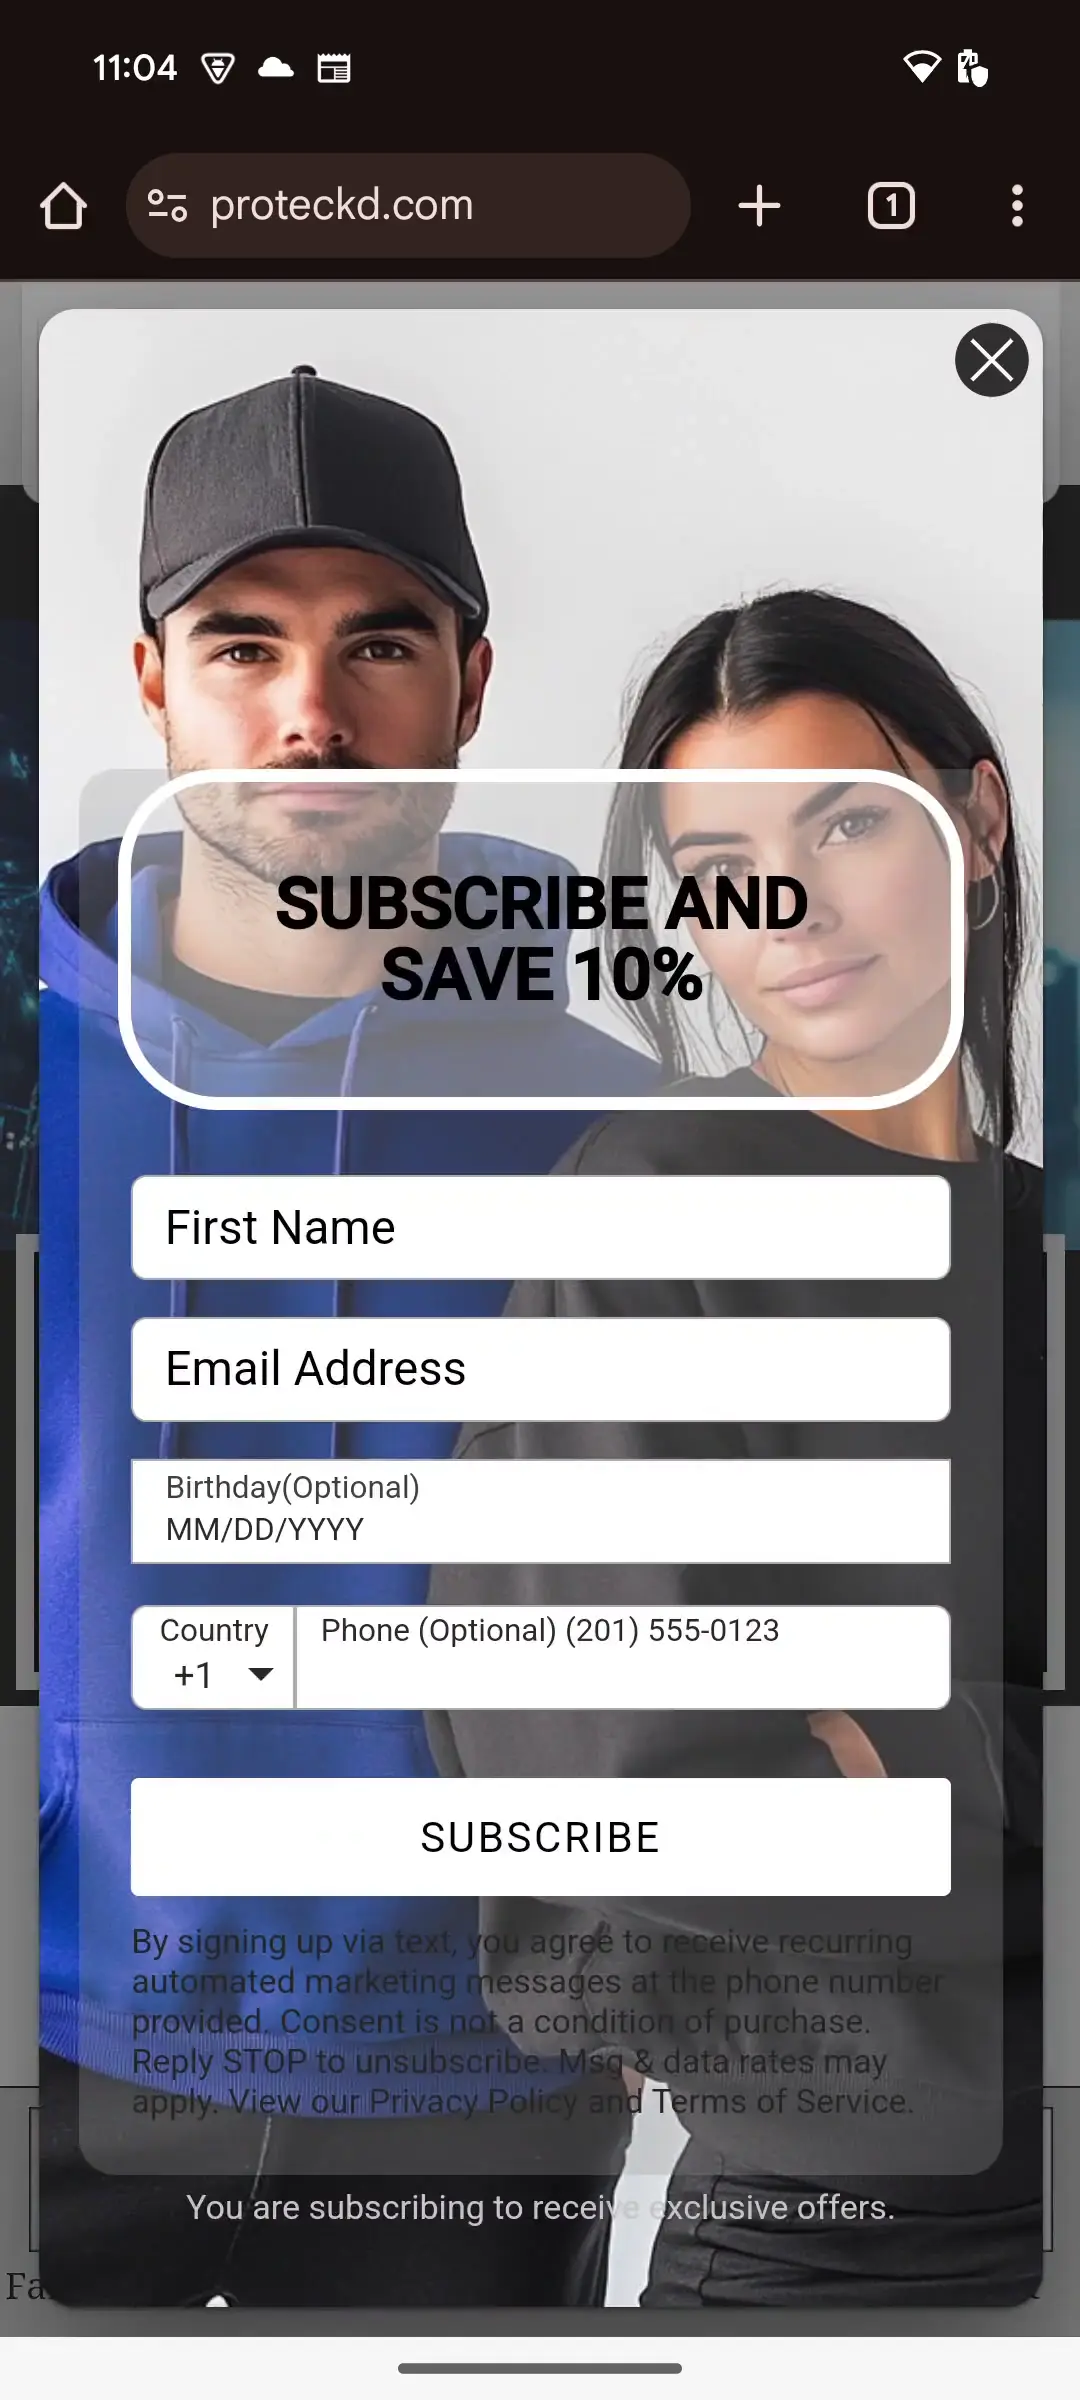 11:04
proteckd.com
1
SUBSCRIBE AND
SAVE 10%
First Name
Email Address
Birthday(Optional)
MM/DD/YYYY
Country
+1
Phone (Optional) (201) 555-0123
SUBSCRIBE
By signing up via text, you agree to receive recurring
automated marketing messages at the phone number
provided. Consent is not a condition of purchase.
Reply STOP to unsubscribe. Msg & data rates may
apply. View our Privacy Policy and Terms of Service.
You are subscribing to receive exclusive offers.